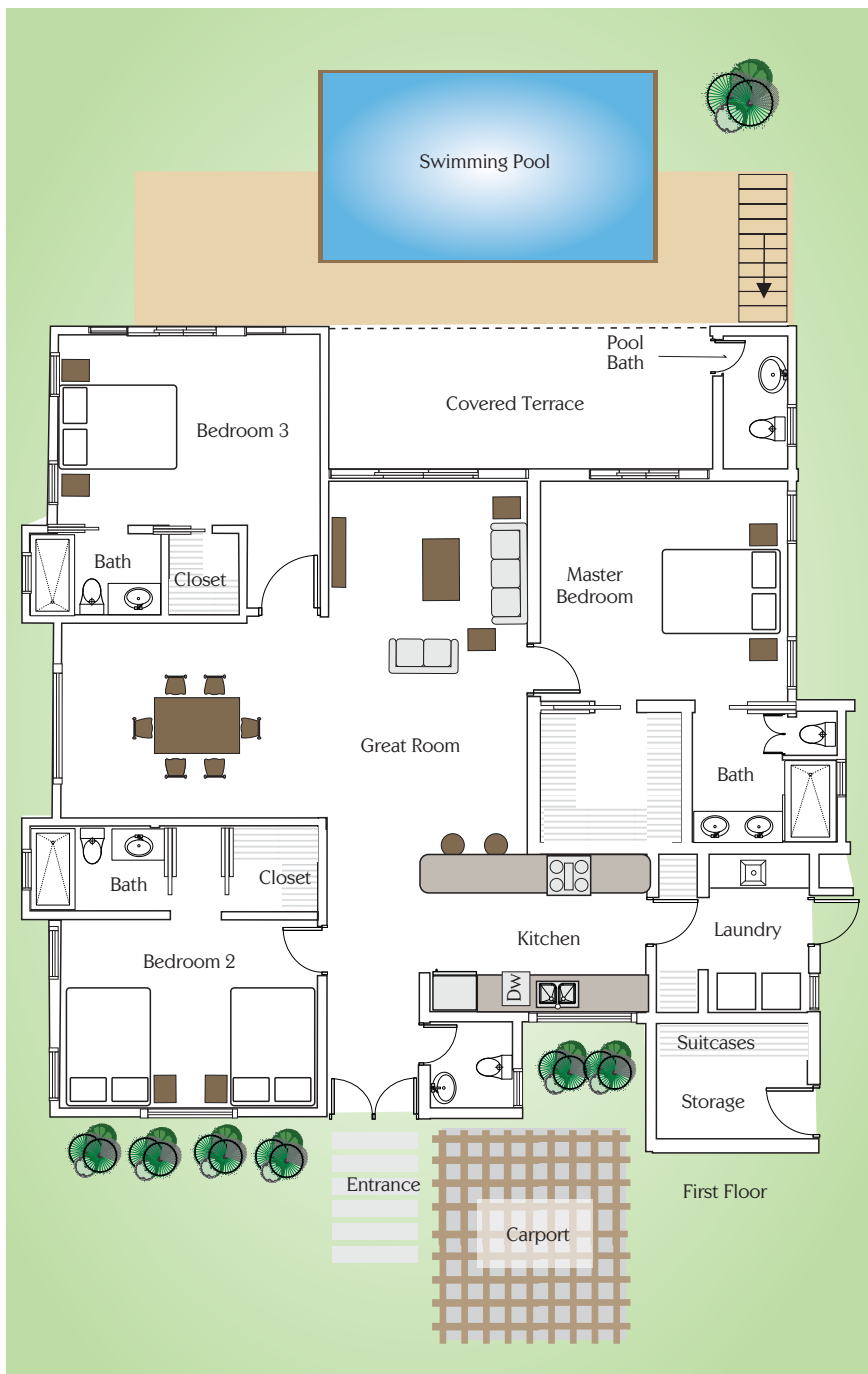 Swimming Pool
Pool
Bath
Covered Terrace
Bedroom 3
Bath
Closet
Master
Bedroom
Great Room
Bath
Bath
Closet
Kitchen
Laundry
Bedroom 2
DW
Suitcases
Storage
Entrance
First Floor
Carport